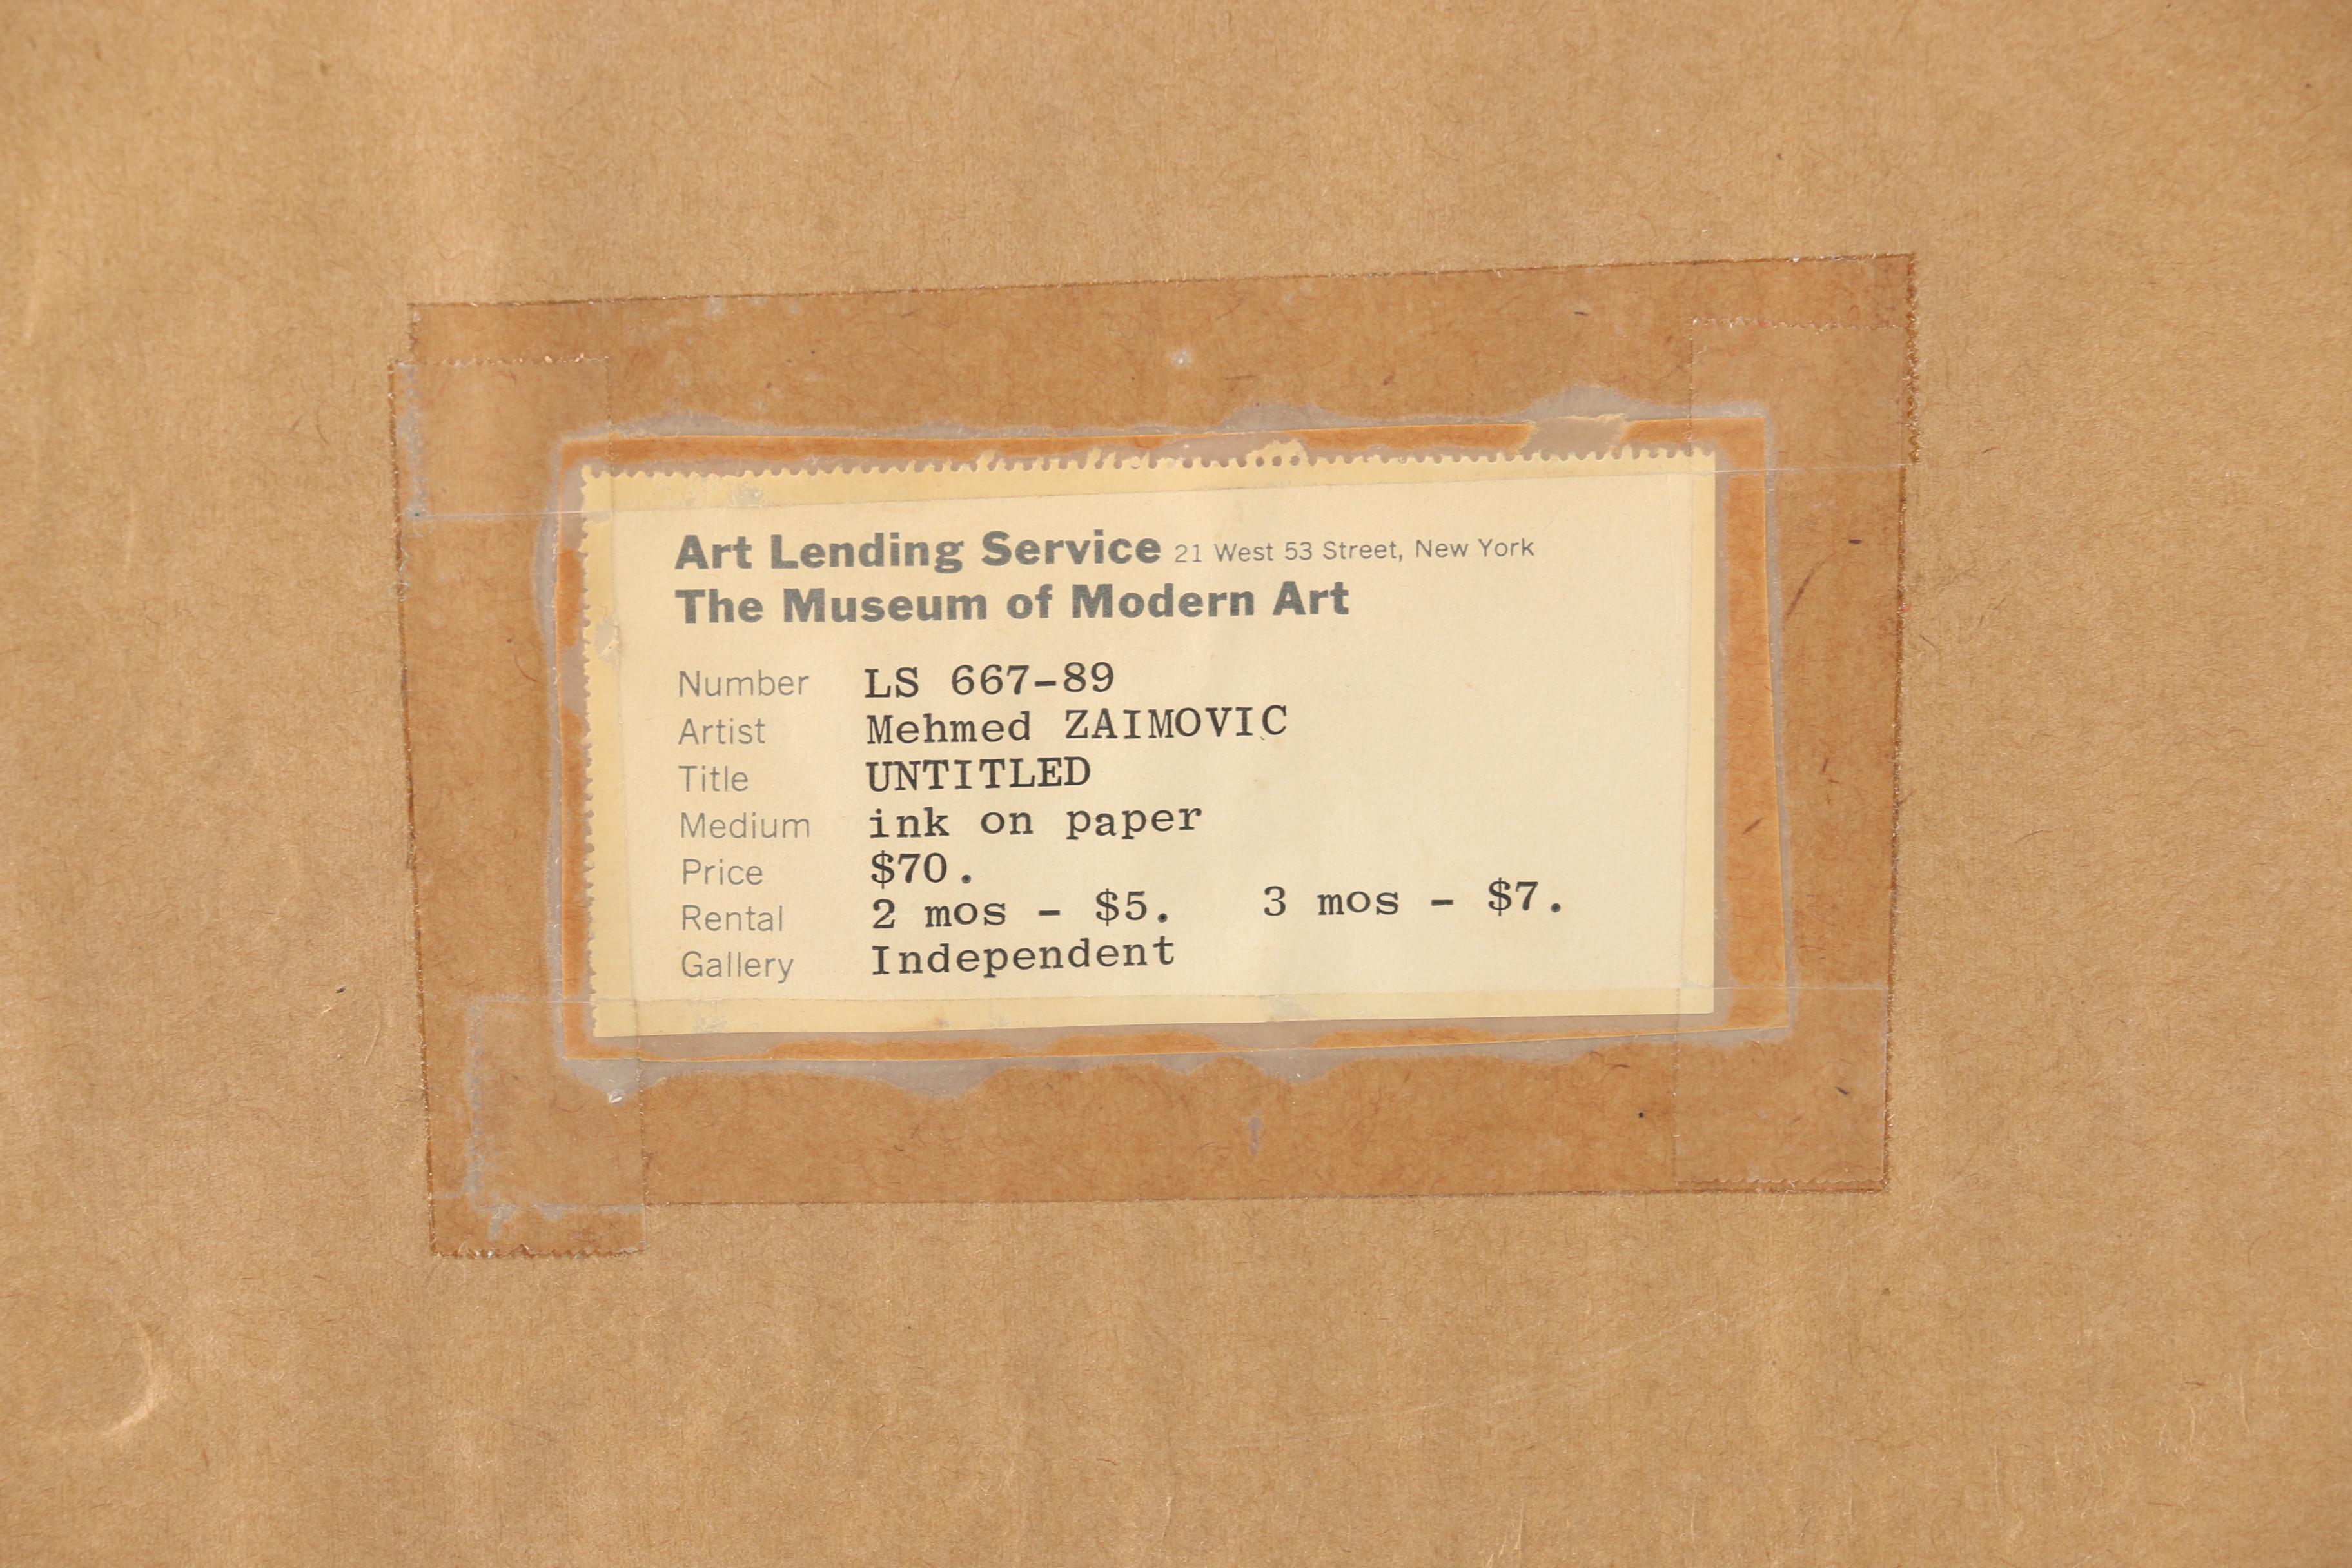 Art Lending Service 21 West 53 Street, New York
The Museum of Modern Art
Number LS 667-89
Artist Mehmed ZAIMOVIC
Title UNTITLED
Medium ink on paper
Price $70.
Rental 2 mos - $5. 3 mos - $7.
Gallery Independent